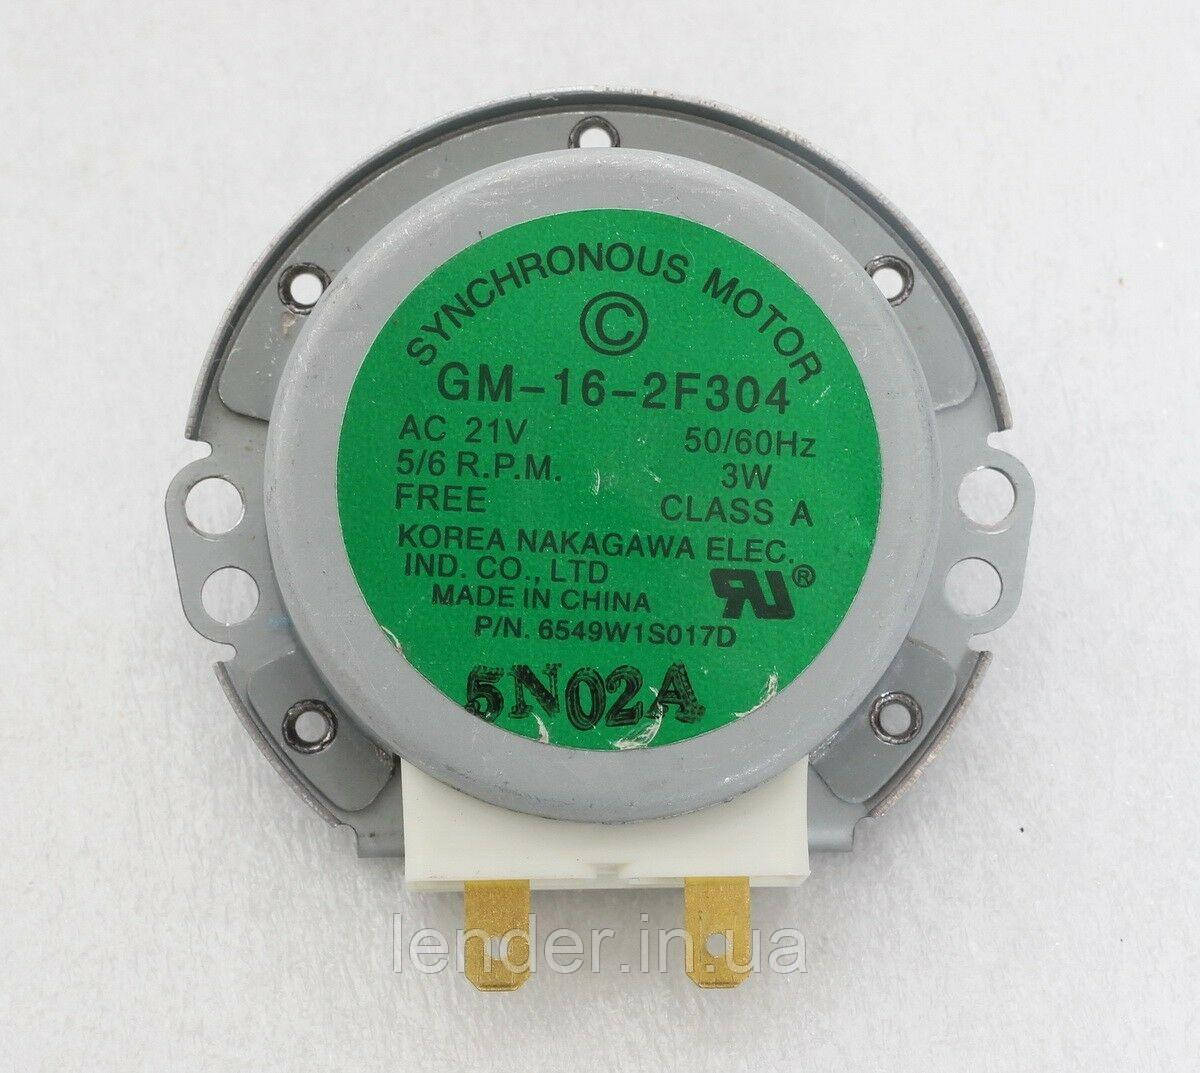 SYNCHRONOUS MOTOR
©
GM-16-2F304
AC 21V 50/60Hz
5/6 R.P.M. 3W
FREE CLASS A
KOREA NAKAGAWA ELEC.
IND. CO., LTD
MADE IN CHINA
P/N. 6549W1S017D
5N02A
lender.in.ua